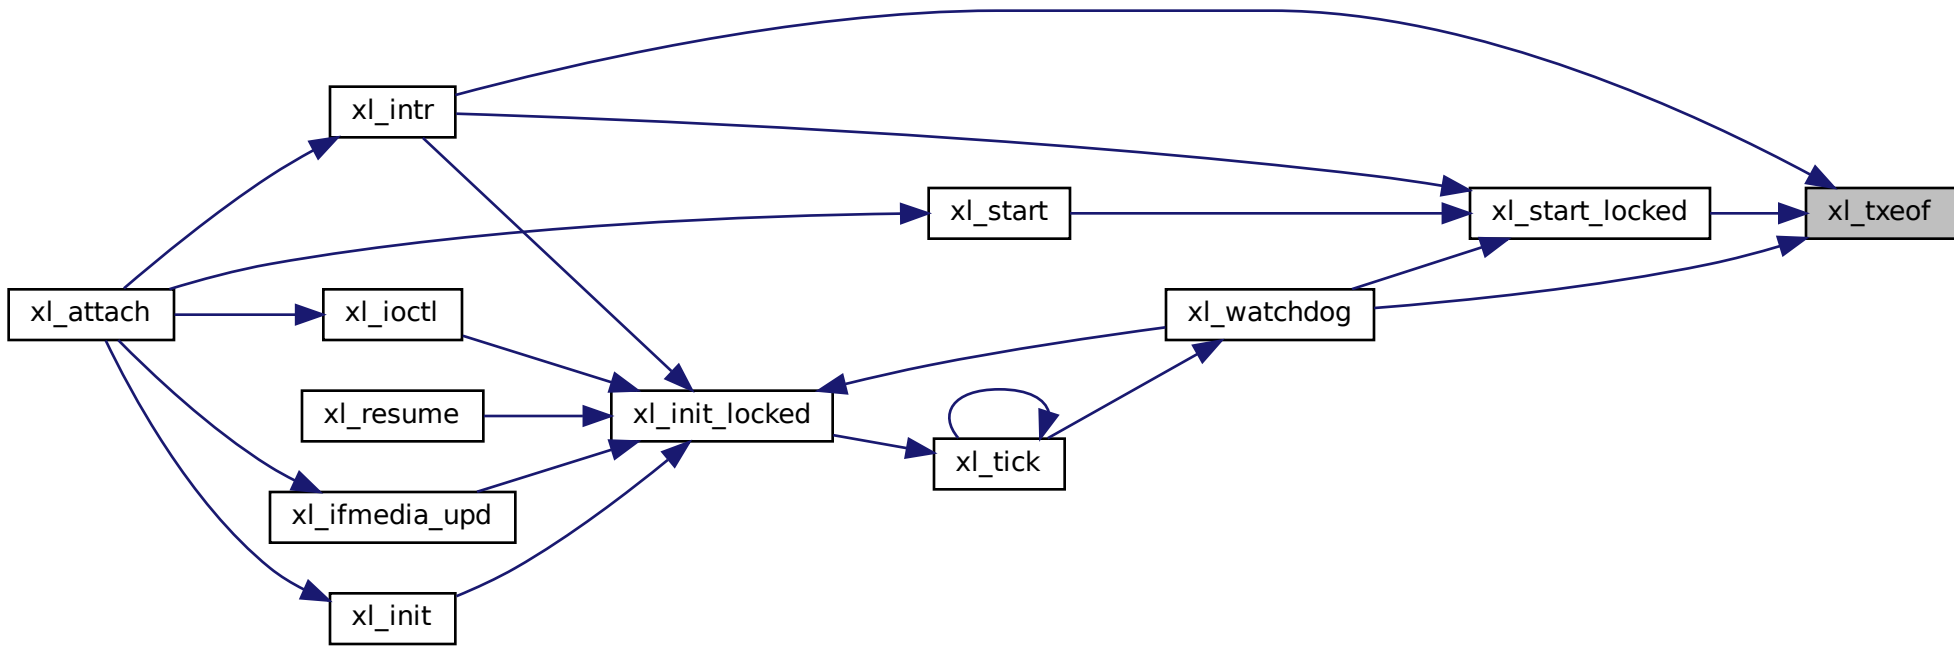 xl_intr
xl_start
xl_start_locked
xl_txeof
xl_attach
xl_ioctl
xl_watchdog
xl_resume
xl_init_locked
xl_tick
xl_ifmedia_upd
xl_init